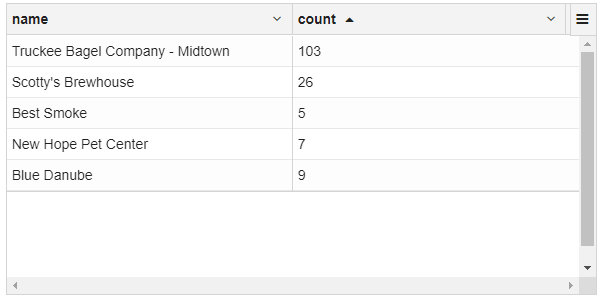 name count
Truckee Bagel Company - Midtown 103
Scotty's Brewhouse 26
Best Smoke 5
New Hope Pet Center 7
Blue Danube 9